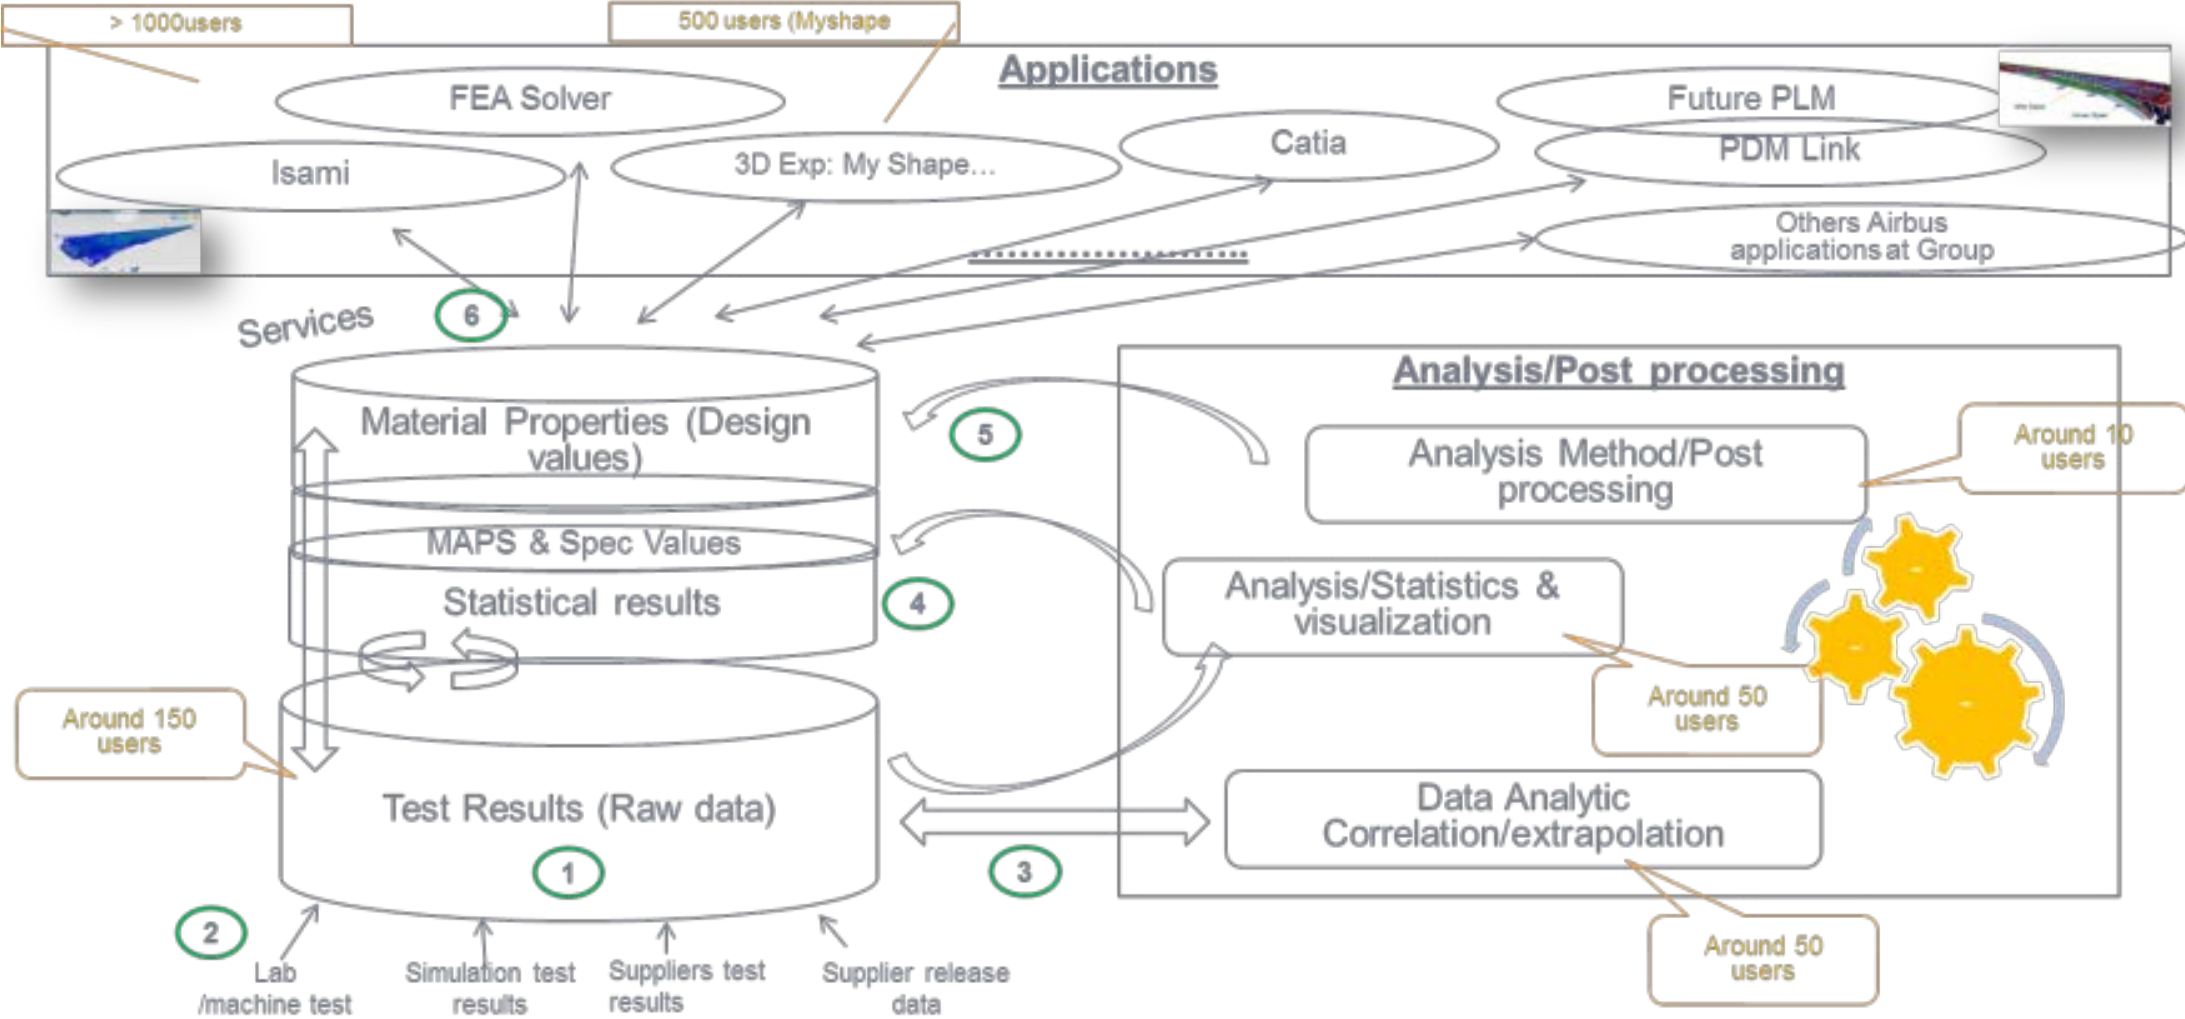 > 1000users
500 users (Myshape
Applications
FEA Solver
Future PLM
Isami
3D Exp: My Shape...
Catia
PDM Link
Others Airbus
applications at Group
Services
6
Analysis/Post processing
Material Properties (Design
values)
5
Analysis Method/Post
processing
Around 10
users
MAPS & Spec Values
Statistical results
4
Analysis/Statistics &
visualization
Around 50
users
Around 150
users
Test Results (Raw data)
1
3
Data Analytic
Correlation/extrapolation
Around 50
users
2
Lab
/machine test
Simulation test
results
Suppliers test
results
Supplier release
data